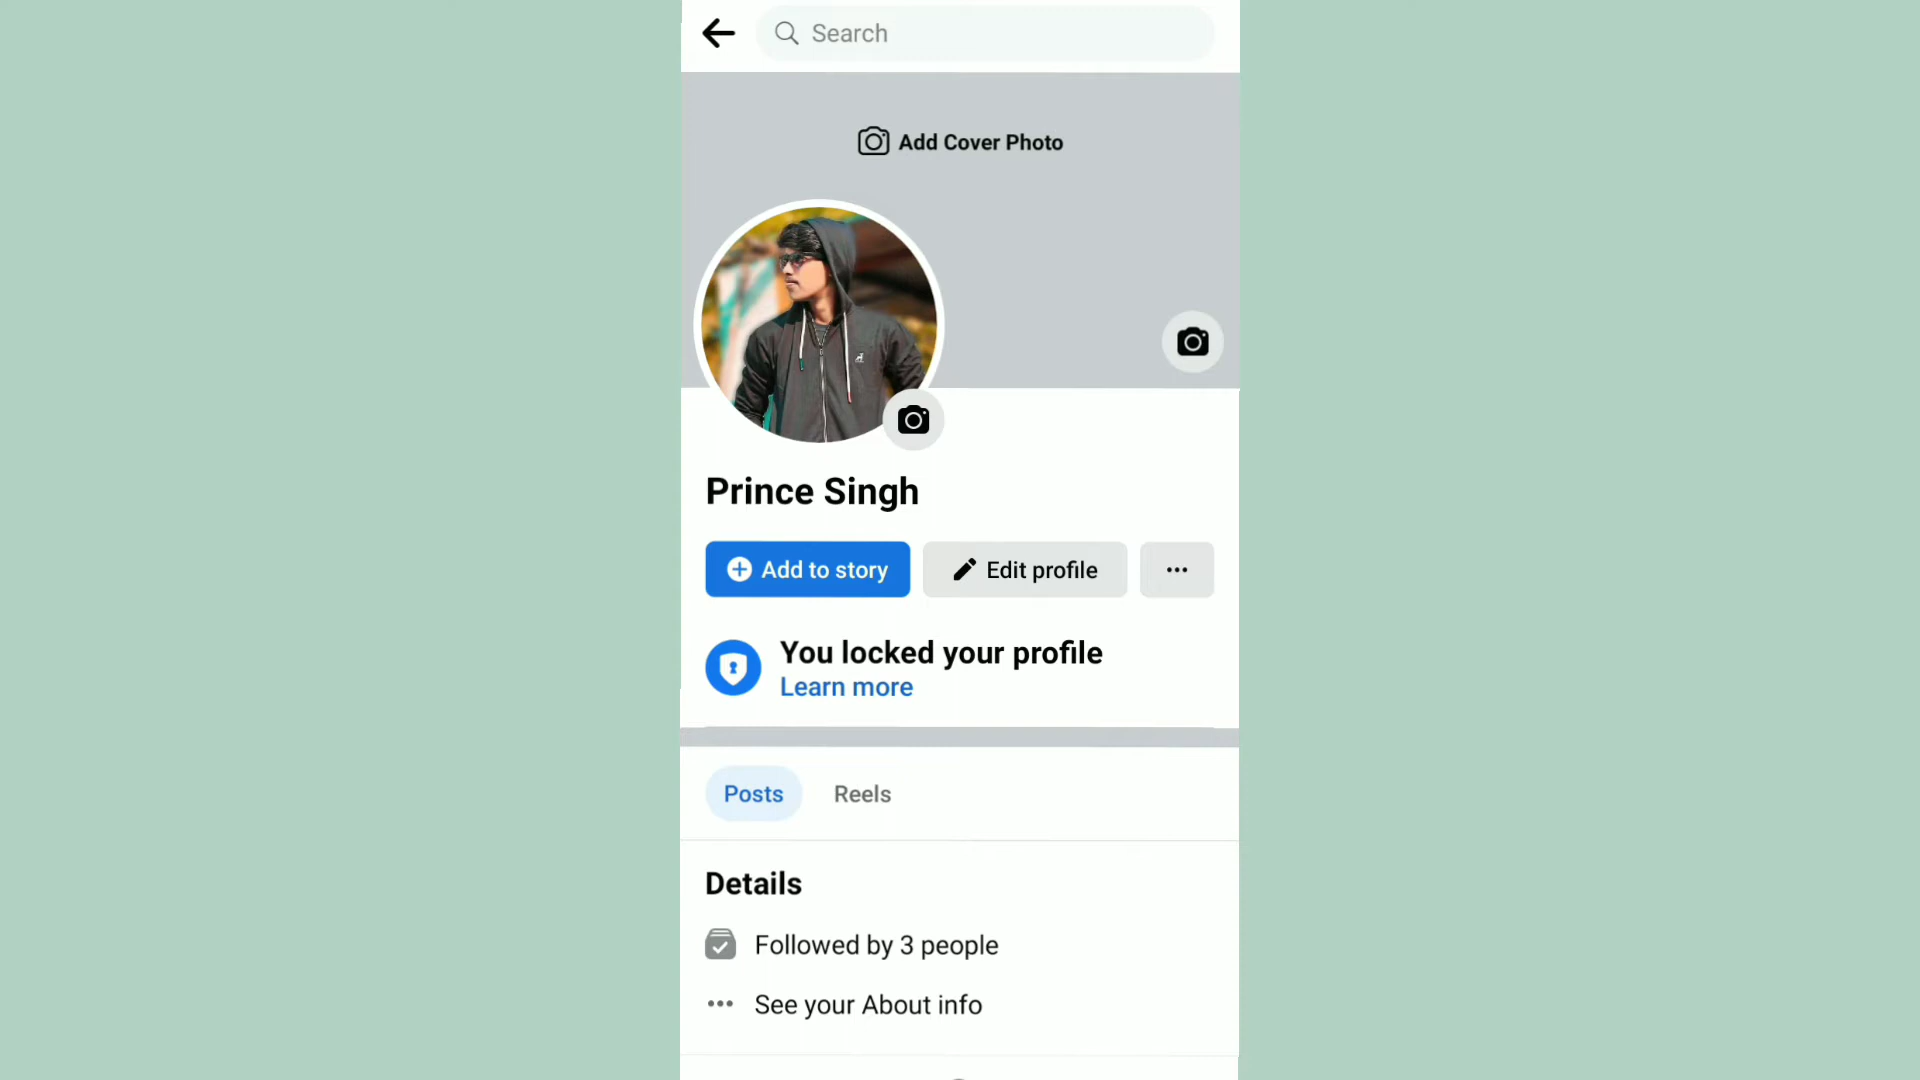 Search
Add Cover Photo
Prince Singh
Add to story
Edit profile
You locked your profile
Learn more
Posts
Reels
Details
Followed by 3 people
See your About info